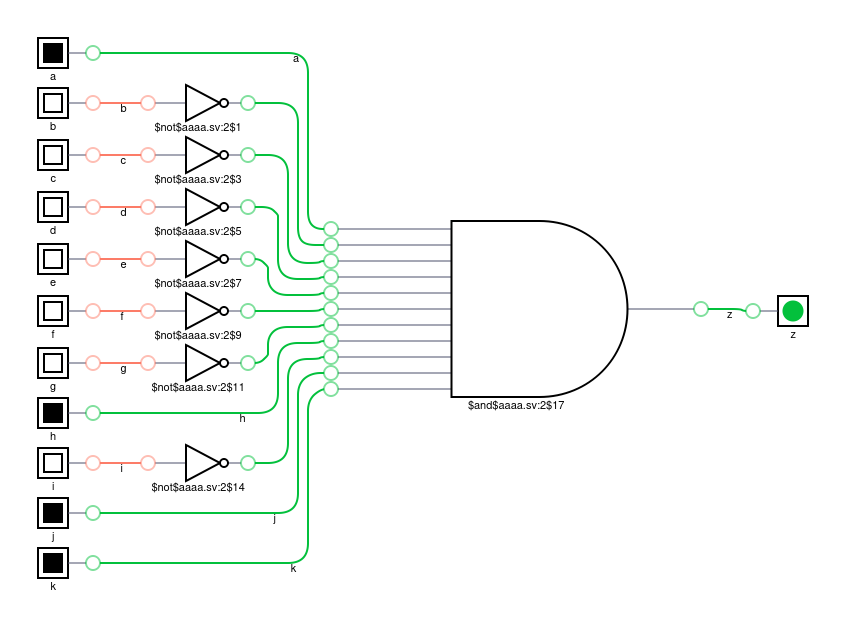 a
a
b
b
$not$aaaa.sv:2$1
c
c
$not$aaaa.sv:2$3
d
d
$not$aaaa.sv:2$5
e
e
$not$aaaa.sv:2$7
f
f
$not$aaaa.sv:2$9
g
g
$not$aaaa.sv:2$11
h
h
i
i
$not$aaaa.sv:2$14
j
j
k
k
$and$aaaa.sv:2$17
z
z